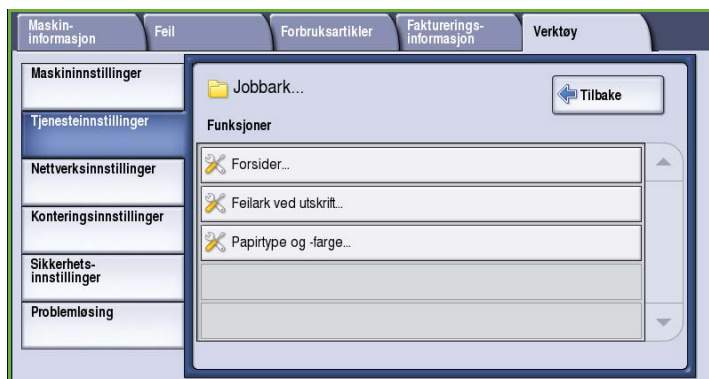 Maskin-
informasjon
Feil
Forbruksartikler
Fakturerings-
informasjon
Verktøy
Maskininnstillinger
Tjenesteinnstillinger
Nettverksinnstillinger
Konteringsinnstillinger
Sikkerhets-
innstillinger
Problemløsing
Jobbark...
Tilbake
Funksjoner
Forsider...
Feilark ved utskrift...
Papirtype og -farge...